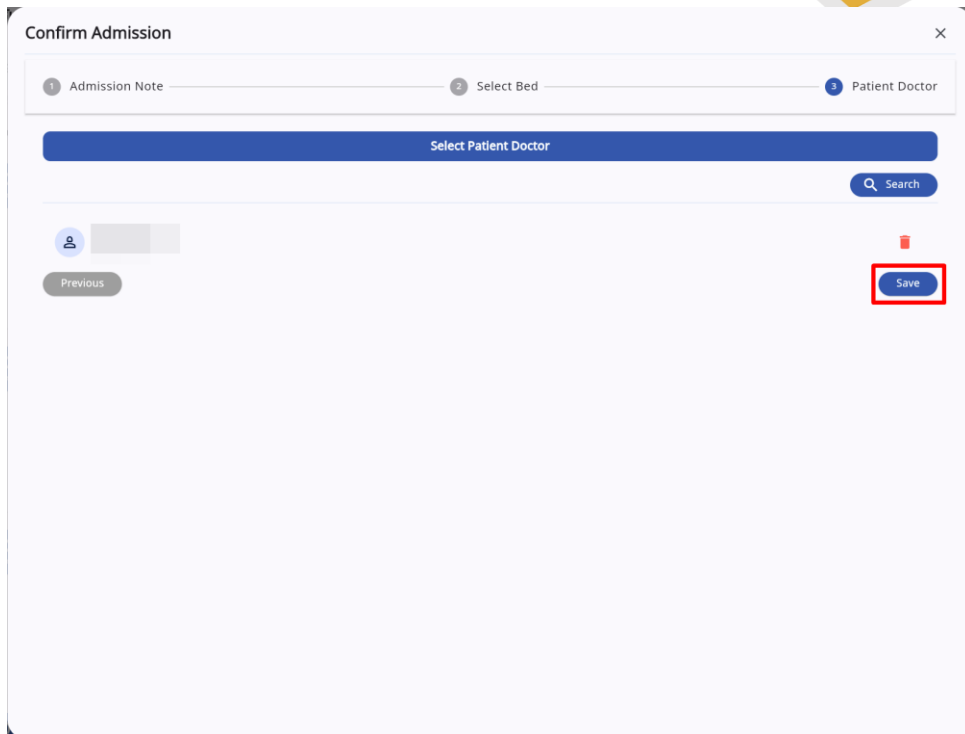 Confirm Admission
1 Admission Note
2 Select Bed
3 Patient Doctor
Select Patient Doctor
Search
Previous
Save